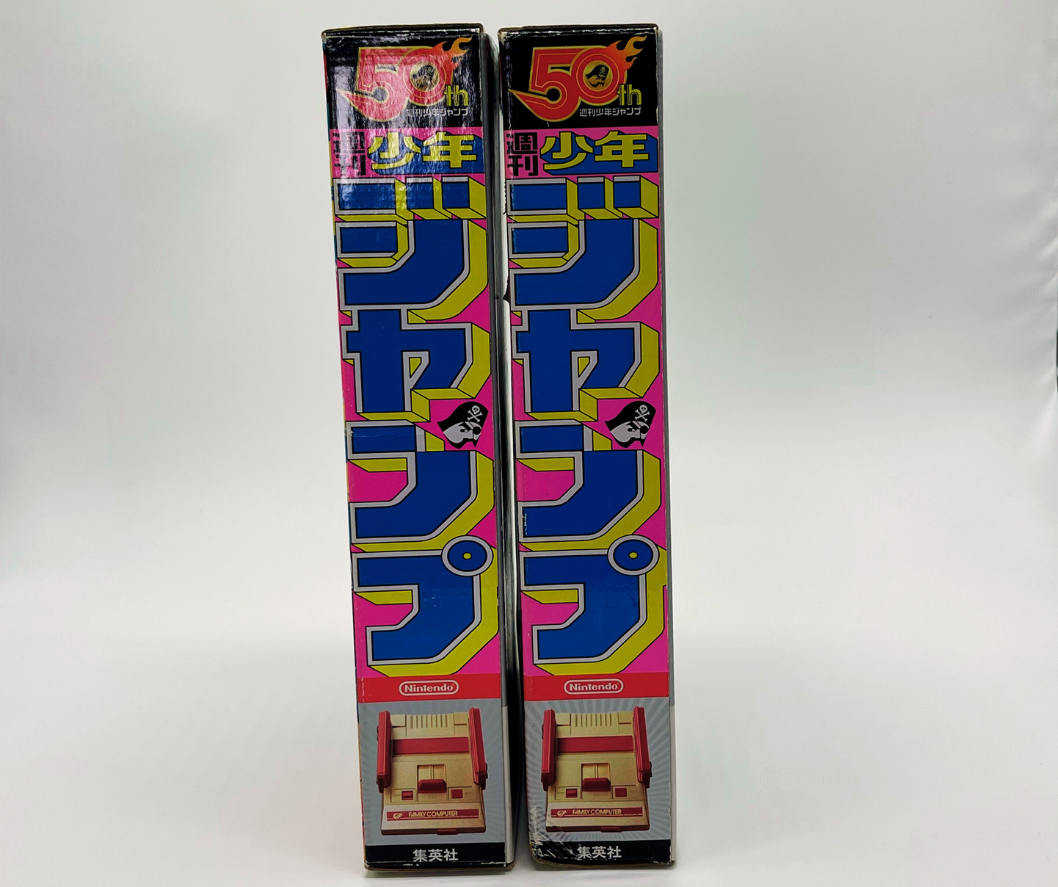 50th
週刊少年ジャンプ
週刊
少年
ジャンプ
Nintendo
FAMILY COMPUTER
集英社
50th
週刊少年ジャンプ
週刊
少年
ジャンプ
Nintendo
FAMILY COMPUTER
集英社